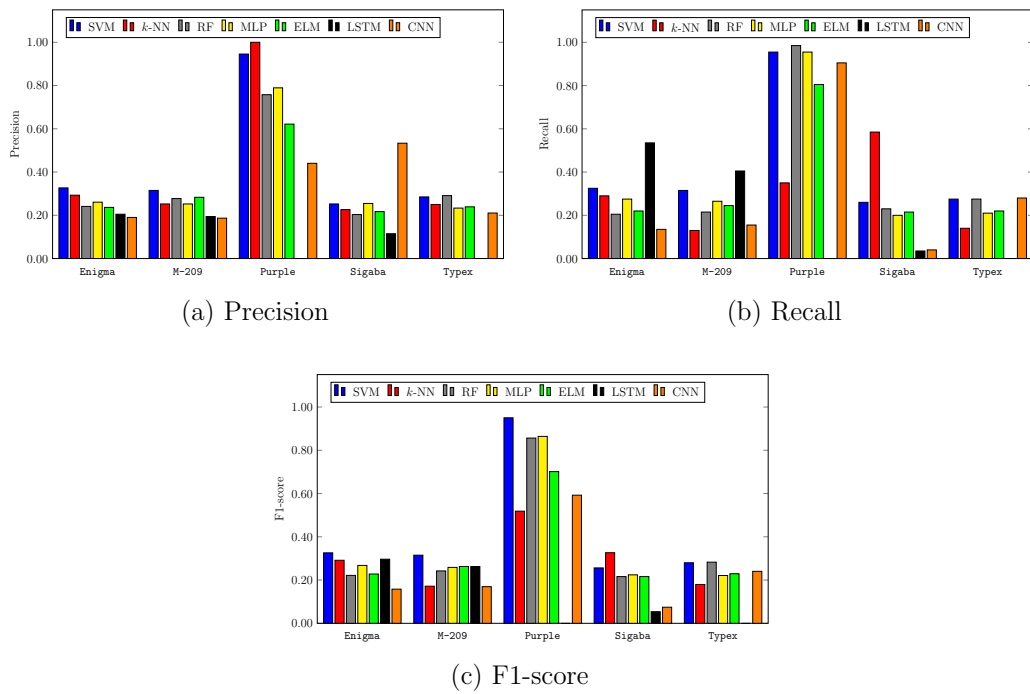 SVM k-NN RF MLP ELM LSTM CNN
1.00
0.80
0.60
0.40
0.20
0.00
Precision
Enigma M-209 Purple Sigaba Typex
(a) Precision
SVM k-NN RF MLP ELM LSTM CNN
1.00
0.80
0.60
0.40
0.20
0.00
Recall
Enigma M-209 Purple Sigaba Typex
(b) Recall
SVM k-NN RF MLP ELM LSTM CNN
1.00
0.80
0.60
0.40
0.20
0.00
F1-score
Enigma M-209 Purple Sigaba Typex
(c) F1-score